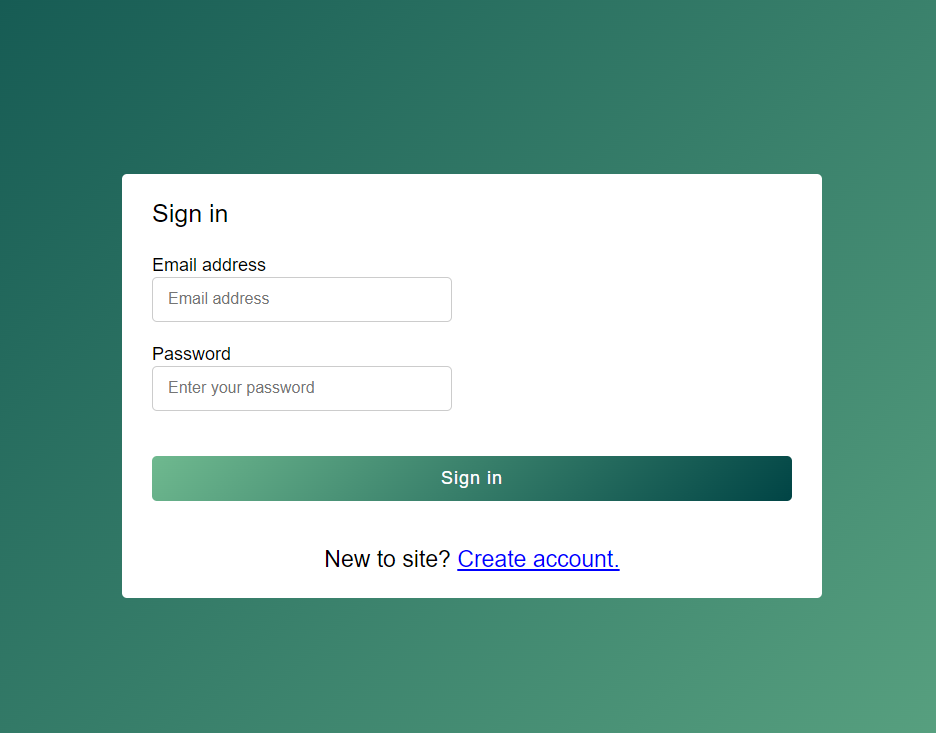 Sign in
Email address
Email address
Password
Enter your password
Sign in
New to site? Create account.